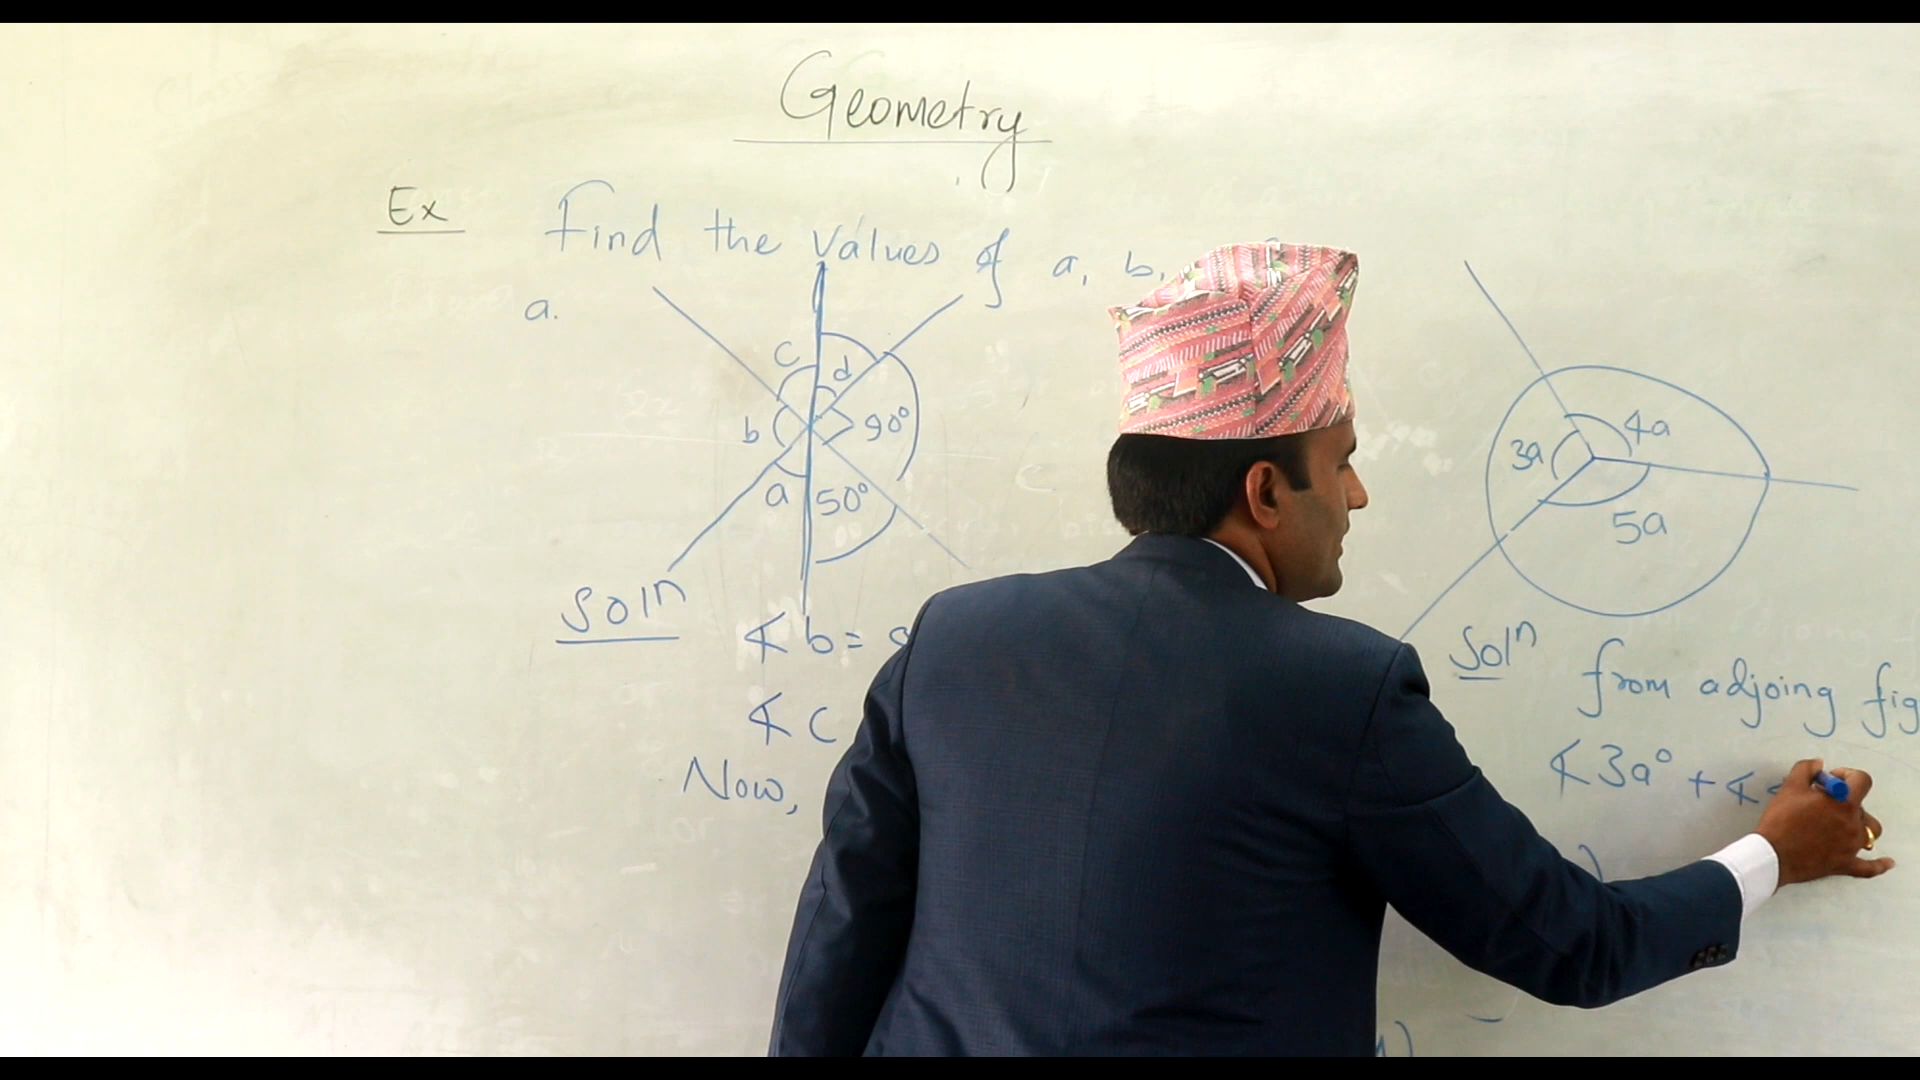 Geometry
Ex Find the values of a, b,
a.
c d
b 90°
a 50°
Soln
∡ b =
∡ c
Now,
3a 4a
5a
Soln from adjoing fig
∡3a° + ∡